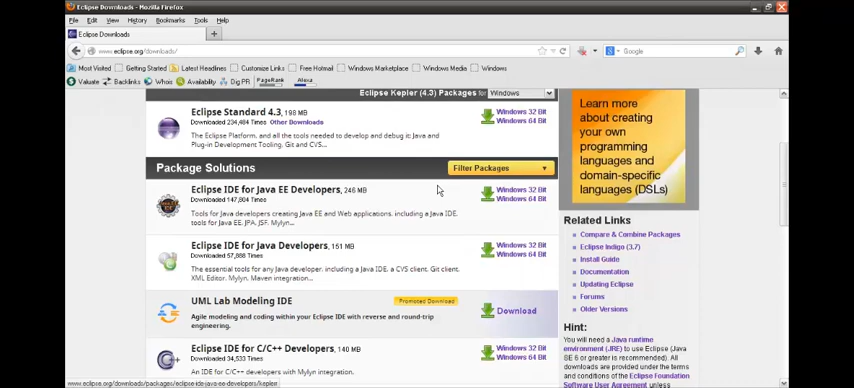 Eclipse Downloads - Mozilla Firefox
File Edit View History Bookmarks Tools Help
Eclipse Downloads
www.eclipse.org/downloads/
Google
Most Visited Getting Started Latest Headlines Customize Links Free Hotmail Windows Marketplace Windows Media Windows
Valuate Backlinks Whois Availability Dig PR PageRank Alexa
Eclipse Kepler (4.3) Packages for Windows
Eclipse Standard 4.3, 198 MB
Downloaded 234,484 Times Other Downloads
The Eclipse Platform, and all the tools needed to develop and debug it: Java and
Plug-in Development Tooling, Git and CVS...
Windows 32 Bit
Windows 64 Bit
Package Solutions
Filter Packages
Eclipse IDE for Java EE Developers, 246 MB
Downloaded 147,804 Times
Tools for Java developers creating Java EE and Web applications, including a Java IDE,
tools for Java EE, JPA, JSF, Mylyn...
Windows 32 Bit
Windows 64 Bit
Eclipse IDE for Java Developers, 151 MB
Downloaded 57,888 Times
The essential tools for any Java developer, including a Java IDE, a CVS client, Git client,
XML Editor, Mylyn, Maven integration...
Windows 32 Bit
Windows 64 Bit
UML Lab Modeling IDE
Promoted Download
Agile modeling and coding within your Eclipse IDE with reverse and round-trip
engineering.
Download
Eclipse IDE for C/C++ Developers, 140 MB
Downloaded 34,533 Times
An IDE for C/C++ developers with Mylyn integration.
Windows 32 Bit
Windows 64 Bit
Learn more
about creating
your own
programming
languages and
domain-specific
languages (DSLs)
Related Links
Compare & Combine Packages
Eclipse Indigo (3.7)
Install Guide
Documentation
Updating Eclipse
Forums
Older Versions
Hint:
You will need a Java runtime
environment (JRE) to use Eclipse (Java
SE 6 or greater is recommended). All
downloads are provided under the
terms and conditions of the Eclipse Foundation
Software User Agreement unless
www.eclipse.org/downloads/packages/eclipse-ide-java-ee-developers/keplerr